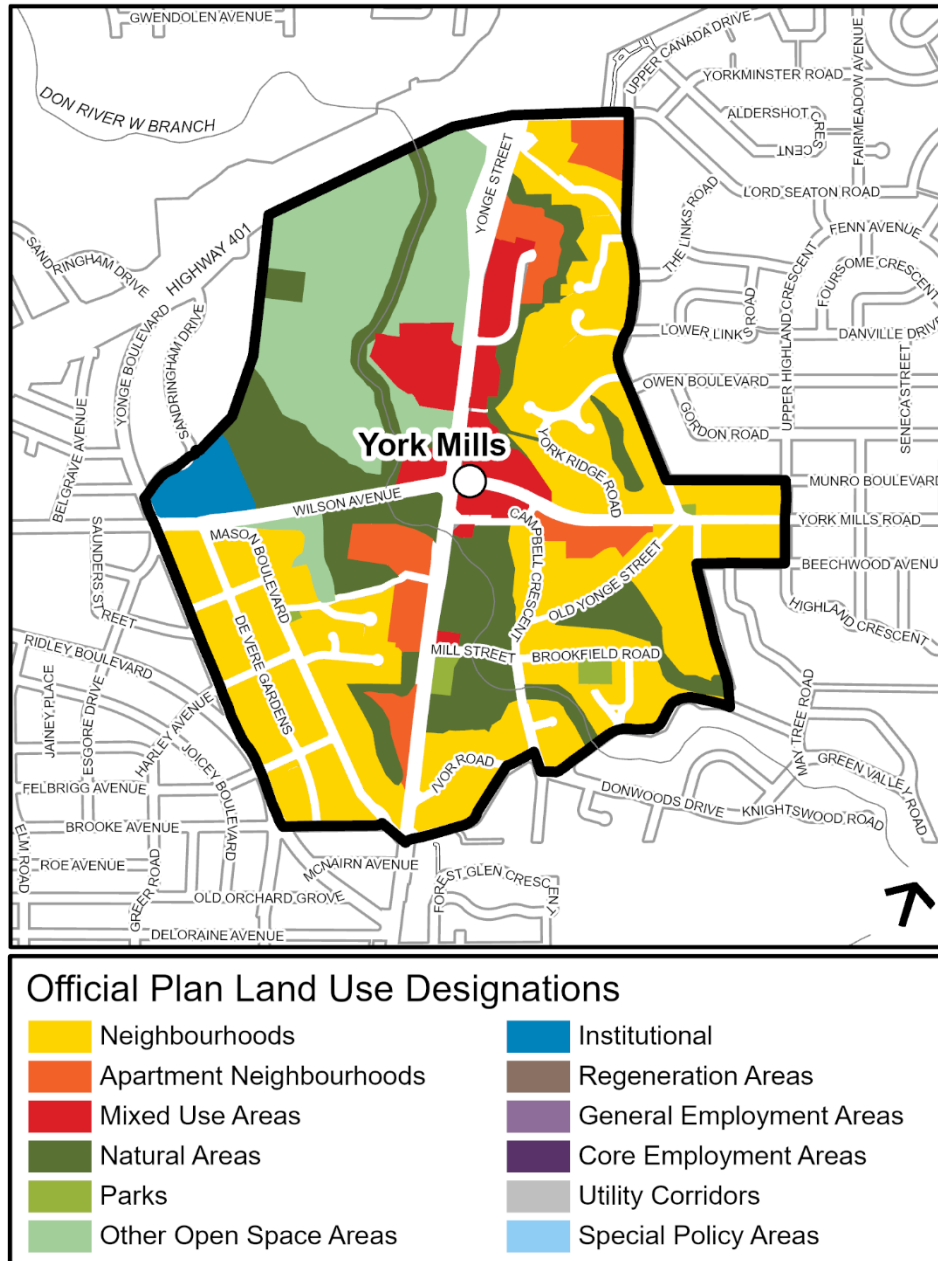 GWENDOLEN AVENUE
UPPER CANADA DRIVE
YORKMINSTER ROAD
FAIRMEADOW AVENUE
DON RIVER W BRANCH
ALDERSHOT CRESCENT
YONGE STREET
LORD SEATON ROAD
THE LINKS ROAD
FENN AVENUE
SANDRINGHAM DRIVE
HIGHWAY 401
FOURSOME CRESCENT
UPPER HIGHLAND CRESCENT
YONGE BOULEVARD
SANDRINGHAM DRIVE
LOWER LINKS ROAD
DANVILLE DRIVE
OWEN BOULEVARD
SENECA STREET
GORDON ROAD
BELGRAVE AVENUE
York Mills
YORK RIDGE ROAD
MUNRO BOULEVARD
WILSON AVENUE
CAMPBELL CRESCENT
YORK MILLS ROAD
SAUNDERS STREET
MASON BOULEVARD
OLD YONGE STREET
BEECHWOOD AVENUE
HIGHLAND CRESCENT
DE VERE GARDENS
RIDLEY BOULEVARD
MILL STREET
BROOKFIELD ROAD
JAINEY PLACE
ESGORE DRIVE
HARLEY AVENUE
JOICEY BOULEVARD
MAY TREE ROAD
IVOR ROAD
GREEN VALLEY ROAD
FELBRIGG AVENUE
DONWOODS DRIVE
KNIGHTSWOOD ROAD
BROOKE AVENUE
ELM ROAD
ROE AVENUE
GREER ROAD
MCNAIRN AVENUE
OLD ORCHARD GROVE
FOREST GLEN CRESCENT
DELORAINE AVENUE
Official Plan Land Use Designations
Neighbourhoods
Apartment Neighbourhoods
Mixed Use Areas
Natural Areas
Parks
Other Open Space Areas
Institutional
Regeneration Areas
General Employment Areas
Core Employment Areas
Utility Corridors
Special Policy Areas